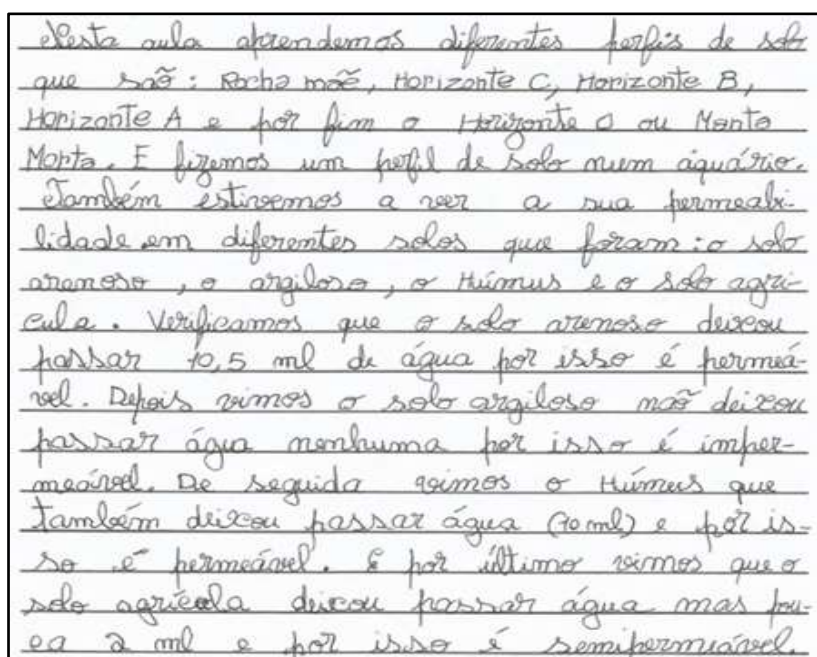 Nesta aula aprendemos diferentes perfis de solo
que são: Rocha mãe, Horizonte C, Horizonte B,
Horizonte A e por fim o Horizonte O ou Manta
Morta. E fizemos um perfil de solo num áquário.
Também estivemos a veer a sua permeabi-
lidade em diferentes solos que foram: o solo
arenoso, o argiloso, o Húmus e o solo agri-
cula. Verificamos que o solo arenoso deixou
passar 10,5 ml de água por isso é permeá-
vel. Depois vimos o solo argiloso não deixou
passar água nenhuma por isso é imper-
meável. De seguida vimos o Húmus que
também deixou passar água (10 ml) e por is-
so é permeável. E por último vimos que o
solo agrícola deixou passar água mas pou-
ca 2 ml e por isso é semipermeável.